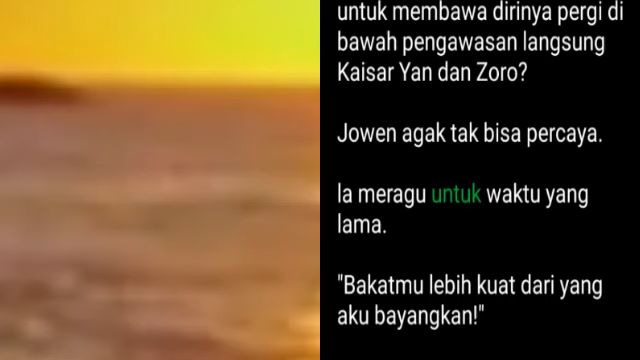 untuk membawa dirinya pergi di
bawah pengawasan langsung
Kaisar Yan dan Zoro?
Jowen agak tak bisa percaya.
Ia meragu untuk waktu yang
lama.
"Bakatmu lebih kuat dari yang
aku bayangkan!"